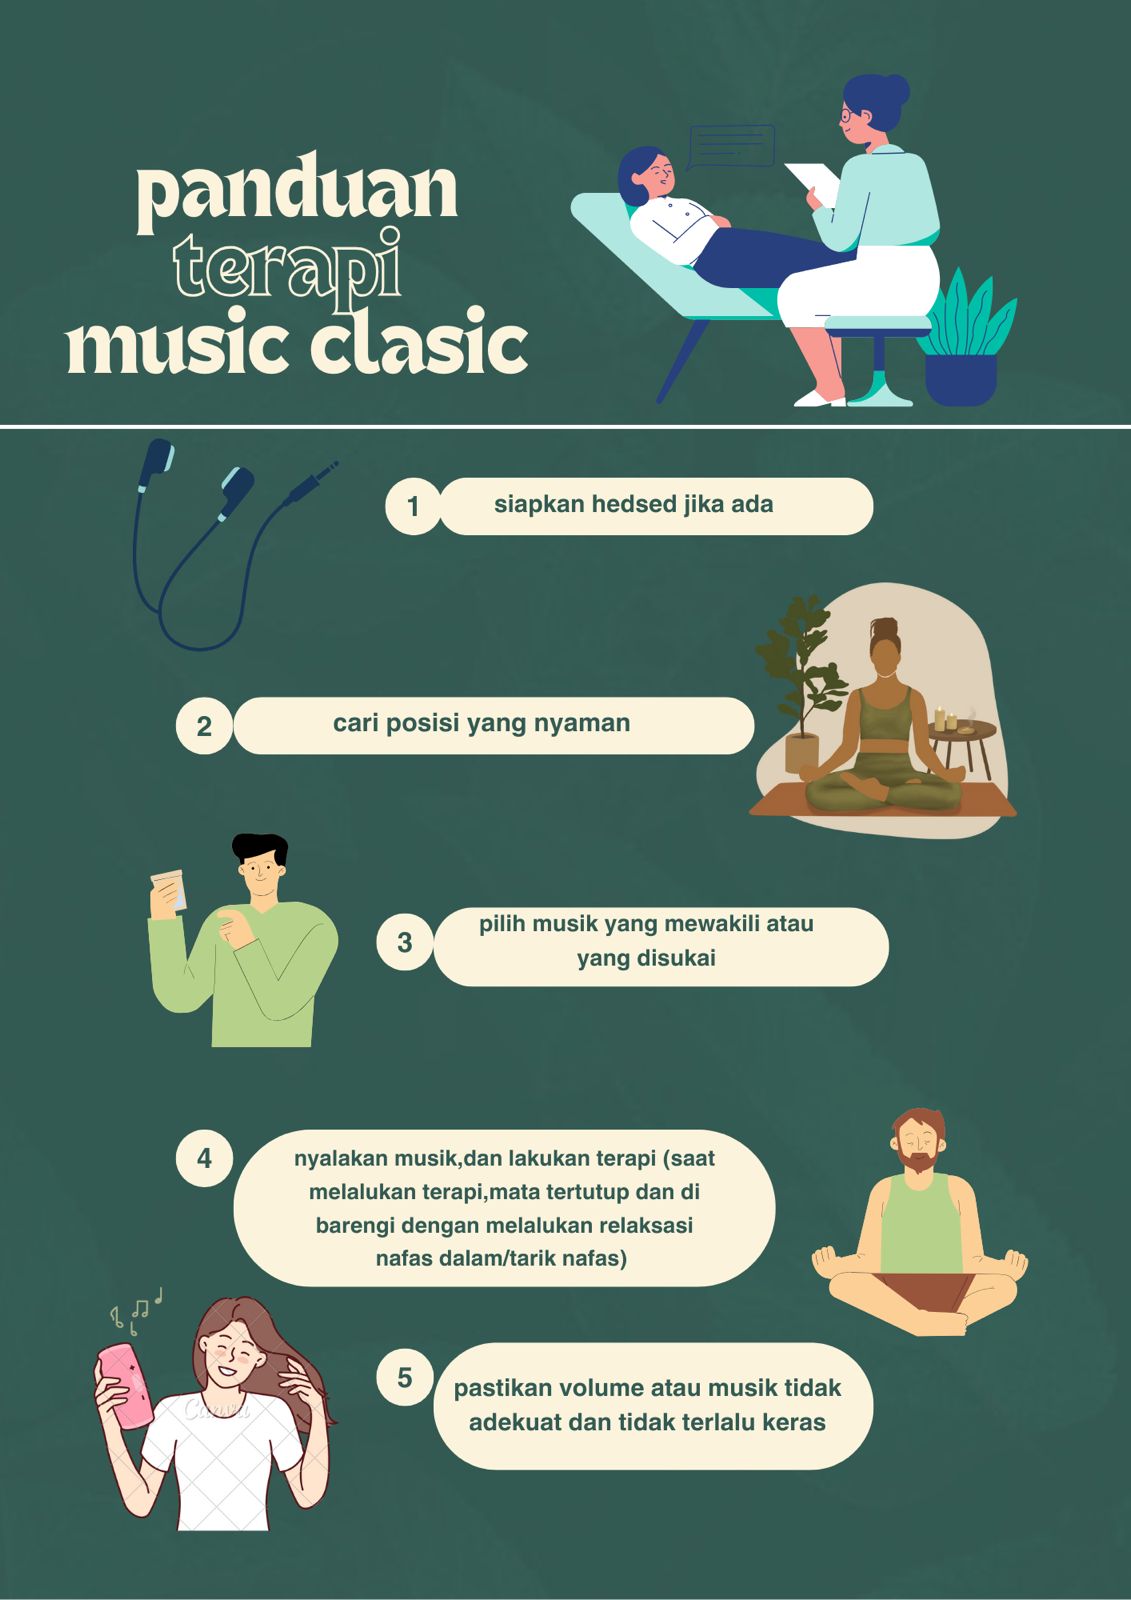 panduan
terapi
music clasic
1
siapkan hedsed jika ada
2
cari posisi yang nyaman
3
pilih musik yang mewakili atau
yang disukai
4
nyalakan musik,dan lakukan terapi (saat
melalukan terapi,mata tertutup dan di
barengi dengan melalukan relaksasi
nafas dalam/tarik nafas)
5
pastikan volume atau musik tidak
adekuat dan tidak terlalu keras
Canva